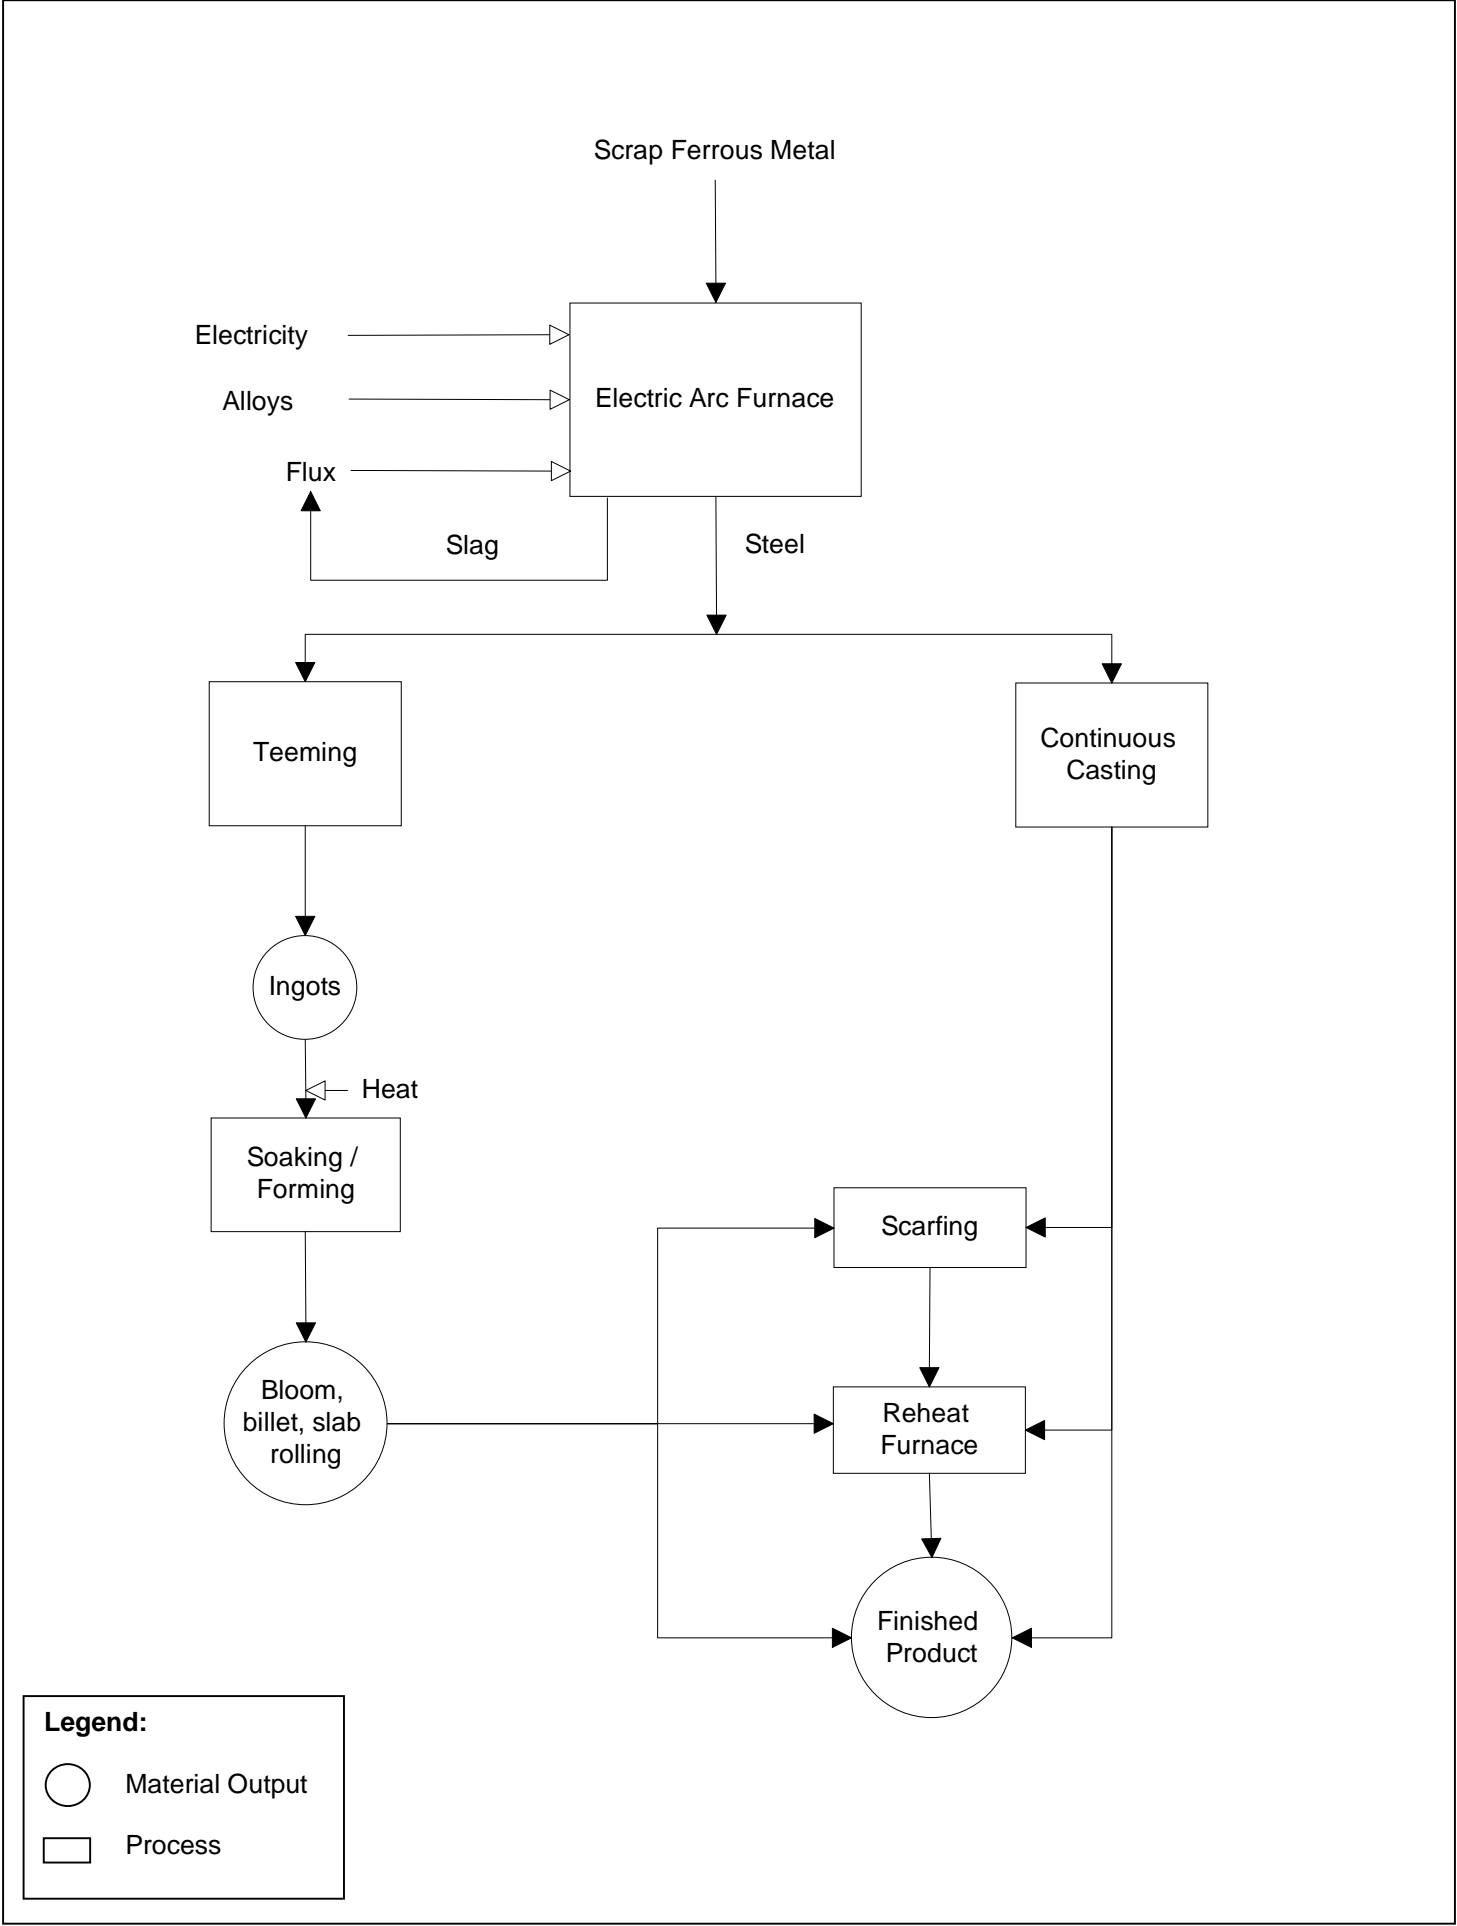 Scrap Ferrous Metal
Electricity
Alloys
Flux
Electric Arc Furnace
Slag
Steel
Teeming
Continuous
Casting
Ingots
Heat
Soaking /
Forming
Bloom,
billet, slab
rolling
Scarfing
Reheat
Furnace
Finished
Product
Legend:
Material Output
Process